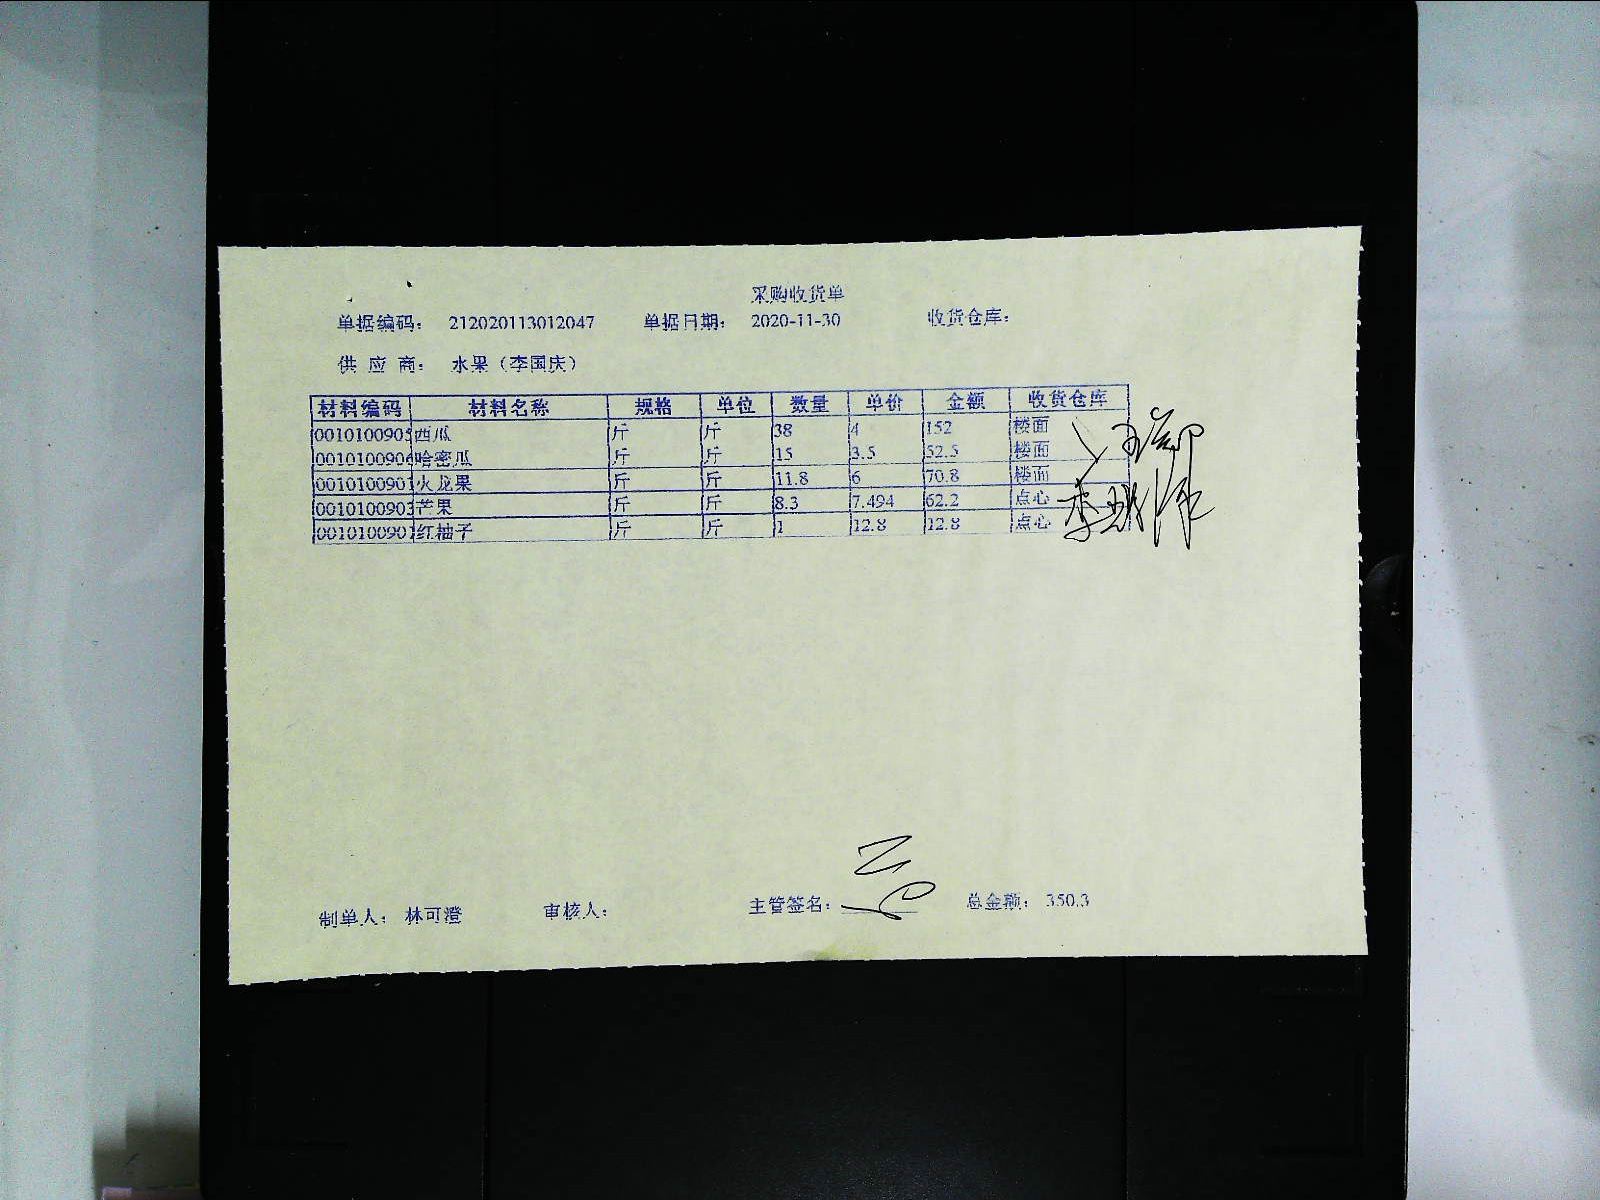 采购收货单
单据编码： 212020113012047 单据日期： 2020-11-30 收货仓库：
供 应 商： 水果（李国庆）
材料编码 材料名称 规格 单位 数量 单价 金额 收货仓库
0010100905 西瓜 斤 斤 38 4 152 楼面
0010100906 哈密瓜 斤 斤 15 3.5 52.5 楼面
0010100901 火龙果 斤 斤 11.8 6 70.8 楼面
0010100903 芒果 斤 斤 8.3 7.494 62.2 点心
0010100901 红柚子 斤 斤 1 12.8 12.8 点心
制单人： 林可澄 审核人： 主管签名： 总金额： 350.3